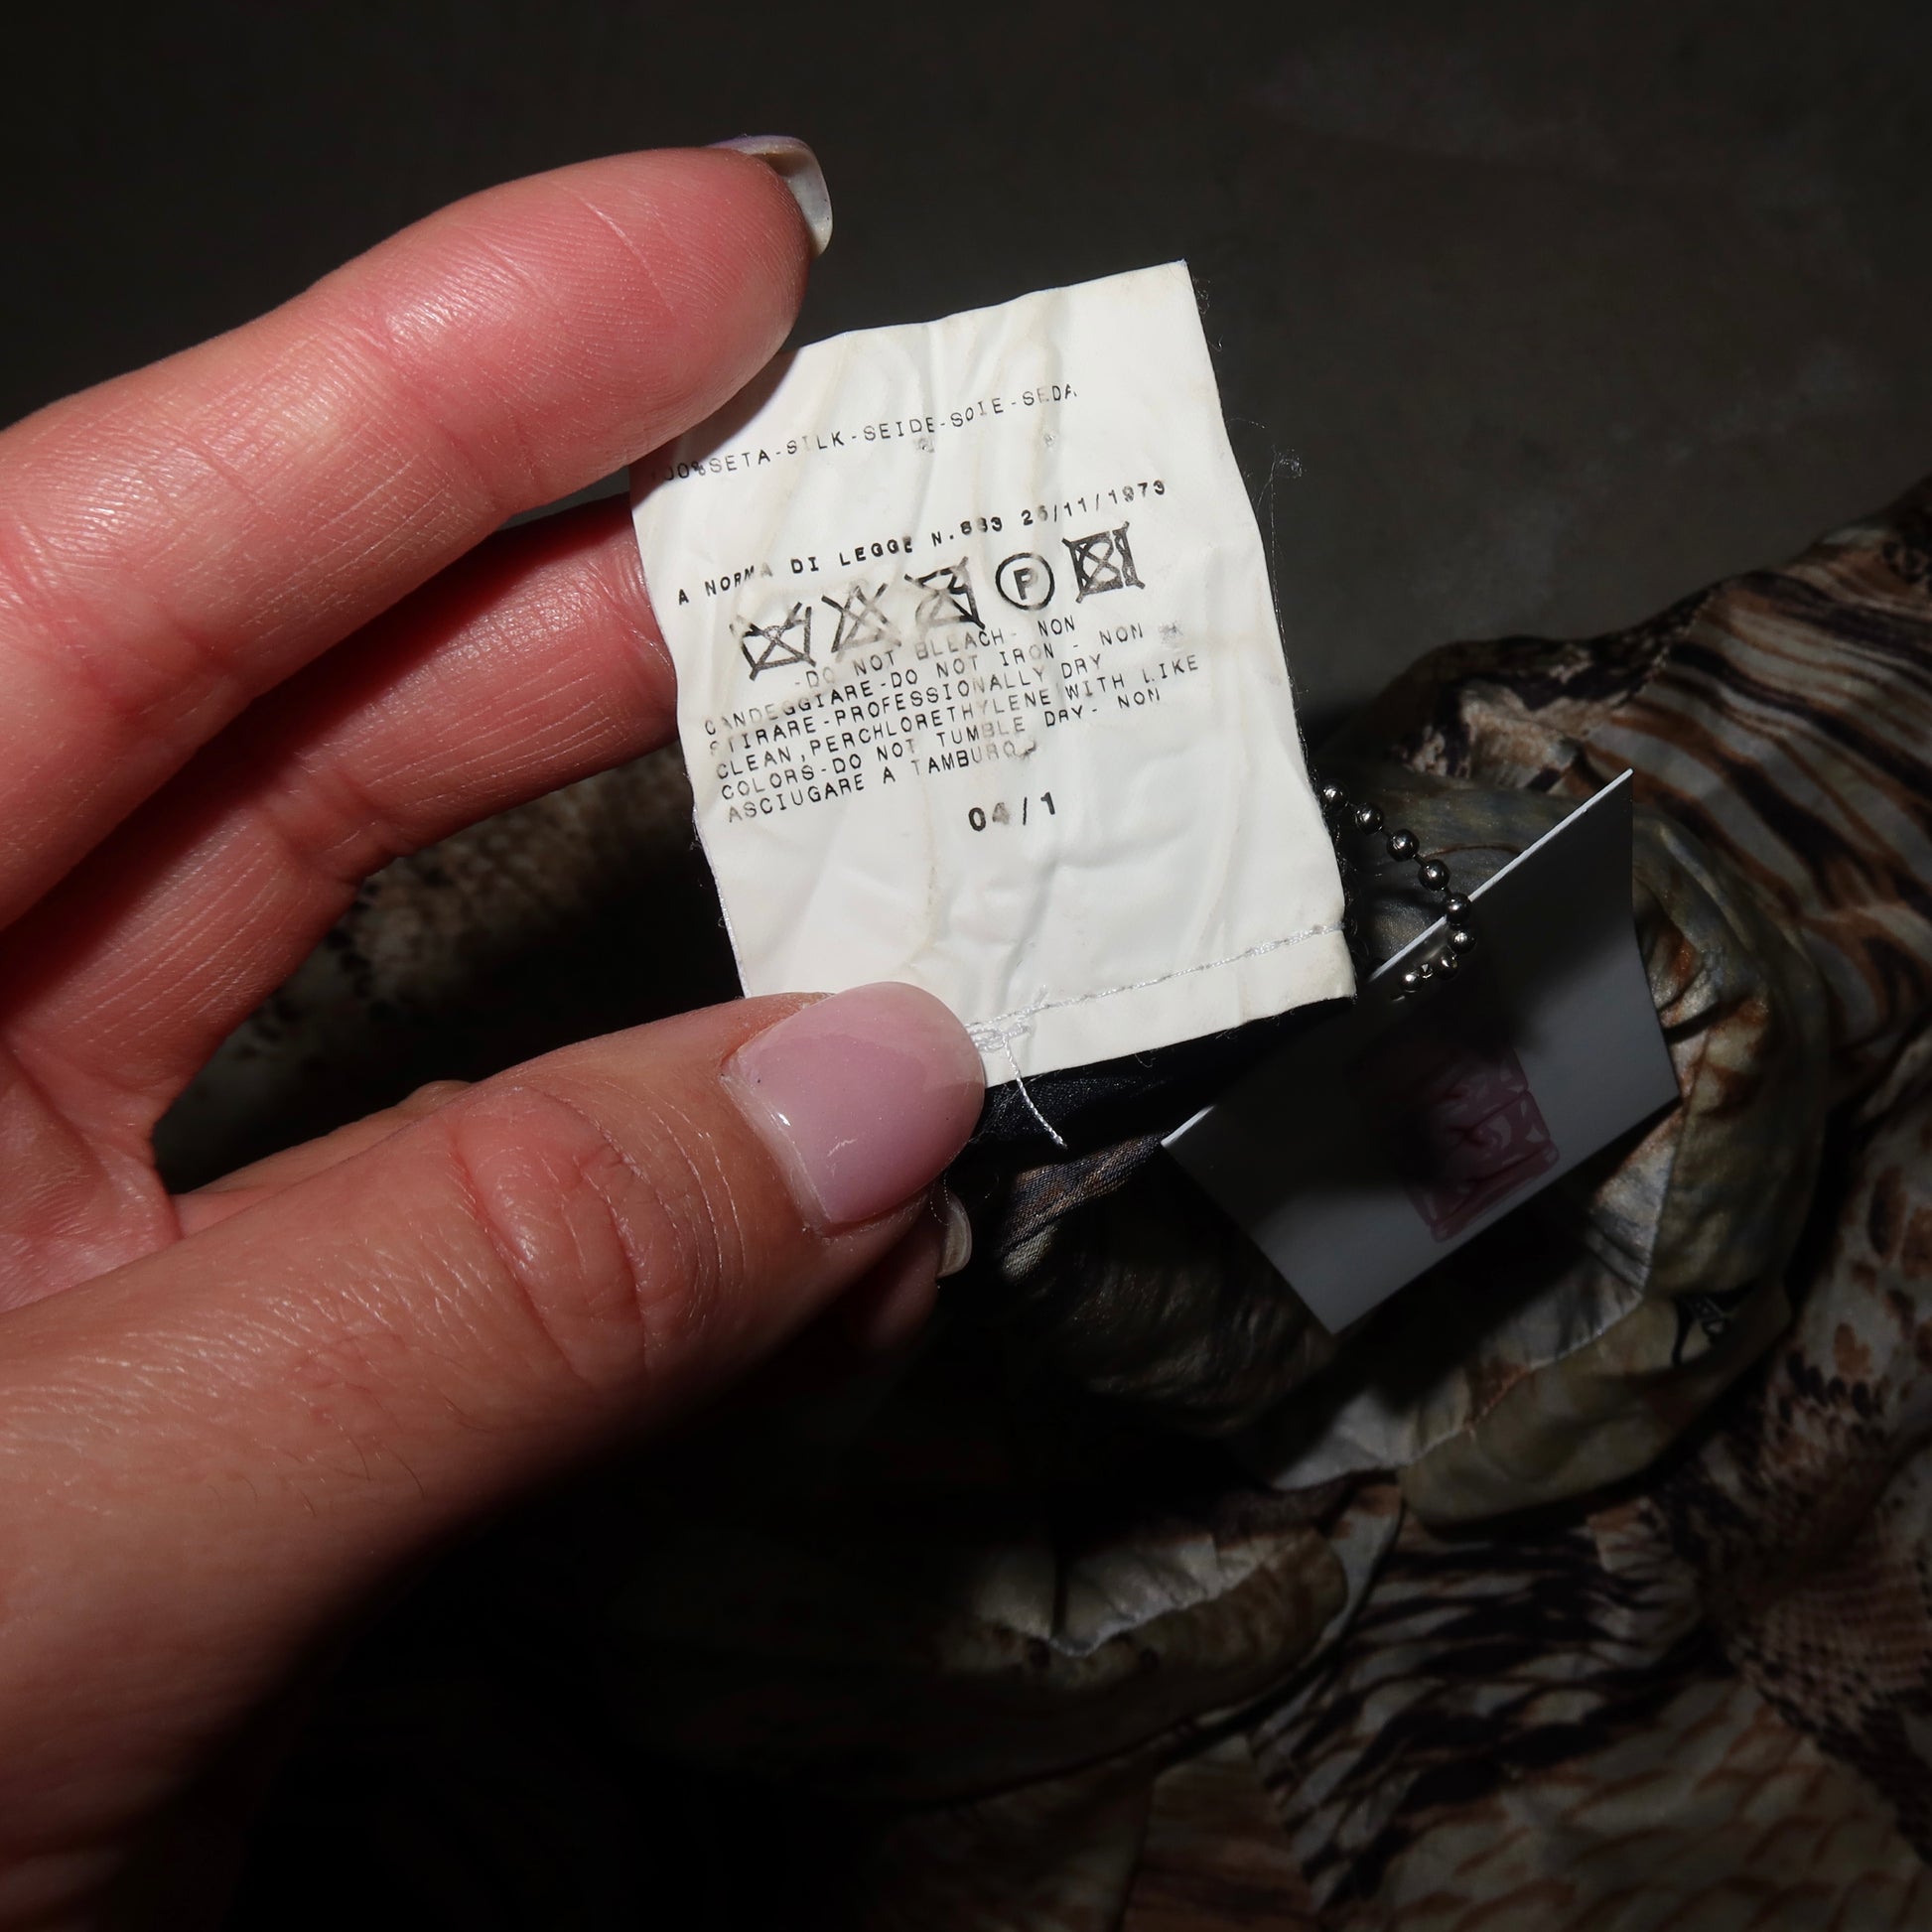 100%SETA-SILK-SEIDE-SOIE-SEDA
A NORMA DI LEGGE N.883 26/11/1973
P
-DO NOT BLEACH- NON
CANDEGGIARE-DO NOT IRON - NON
STIRARE-PROFESSIONALLY DRY
CLEAN,PERCHLORETHYLENE WITH LIKE
COLORS-DO NOT TUMBLE DRY- NON
ASCIUGARE A TAMBURO
04/1